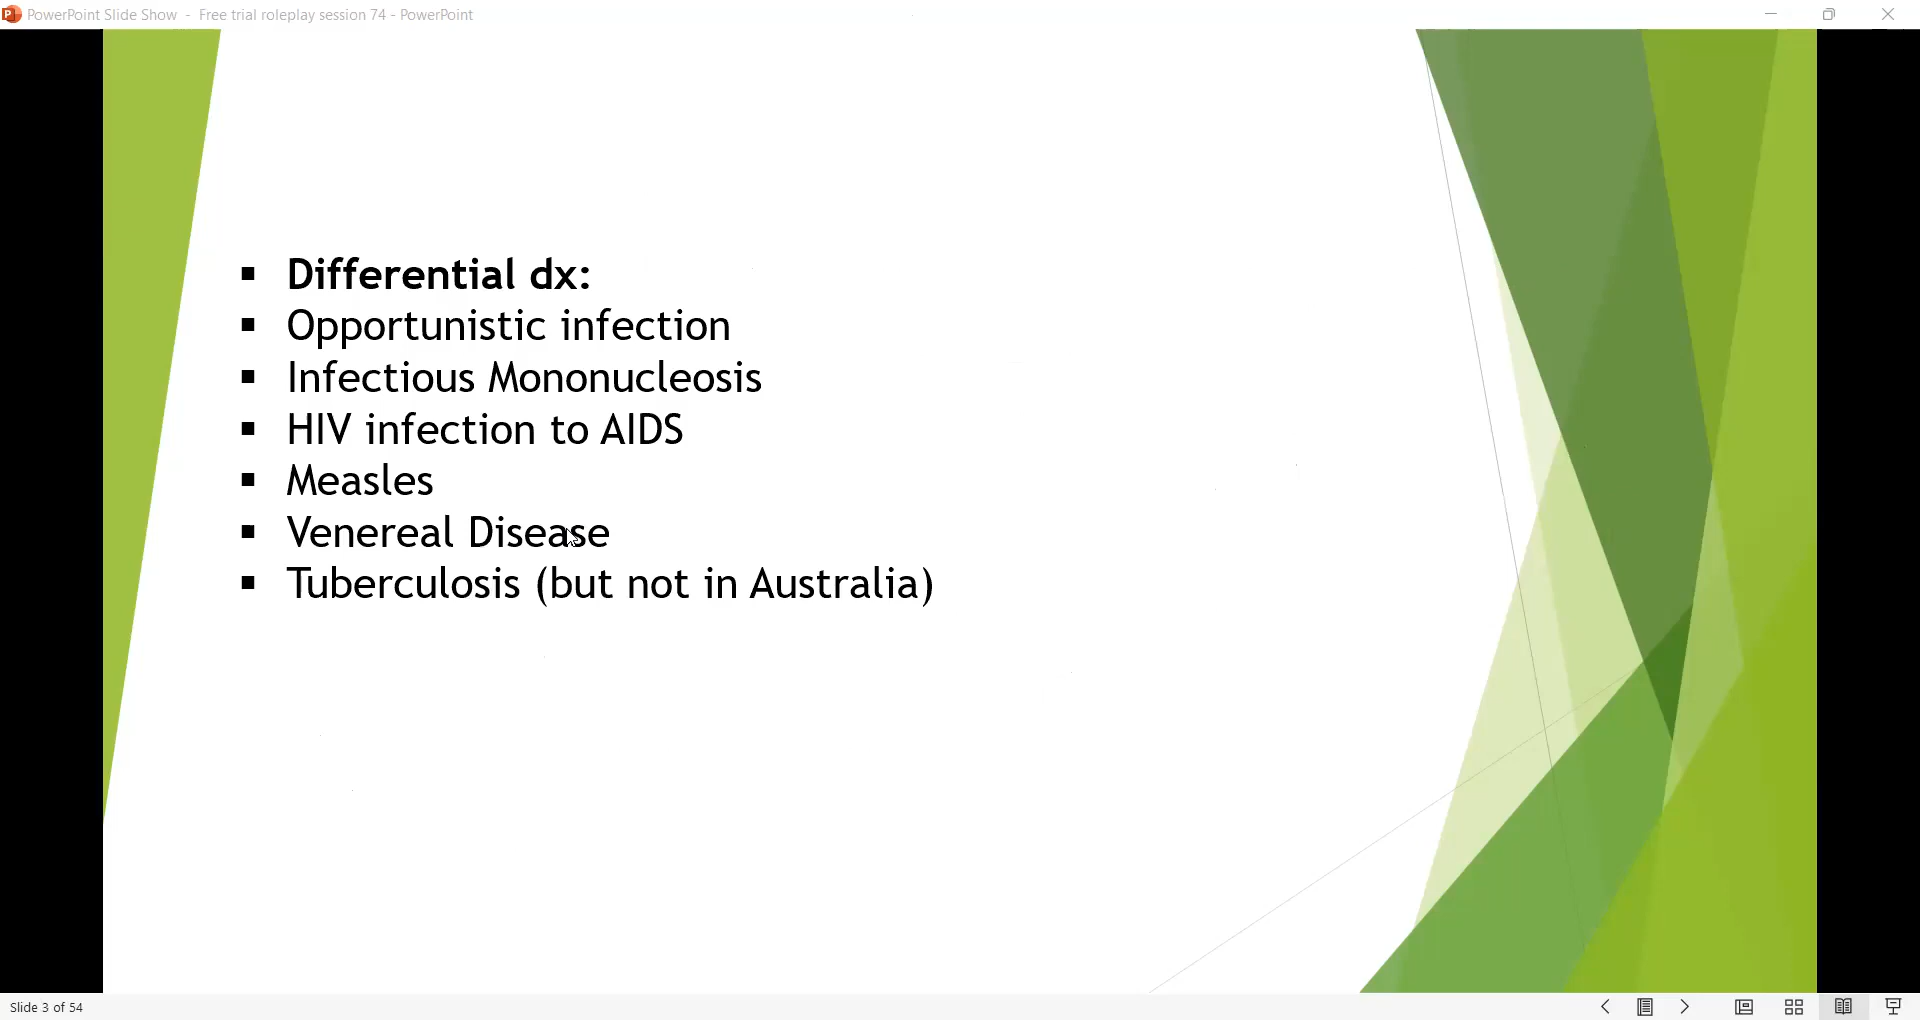 PowerPoint Slide Show - Free trial roleplay session 74 - PowerPoint
Differential dx:
Opportunistic infection
Infectious Mononucleosis
HIV infection to AIDS
Measles
Venereal Disease
Tuberculosis (but not in Australia)
Slide 3 of 54